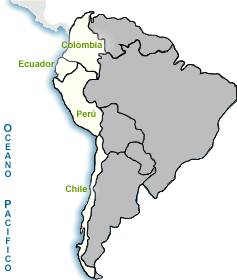 Colombia
Ecuador
Perú
Chile
OCEANO PACIFICO